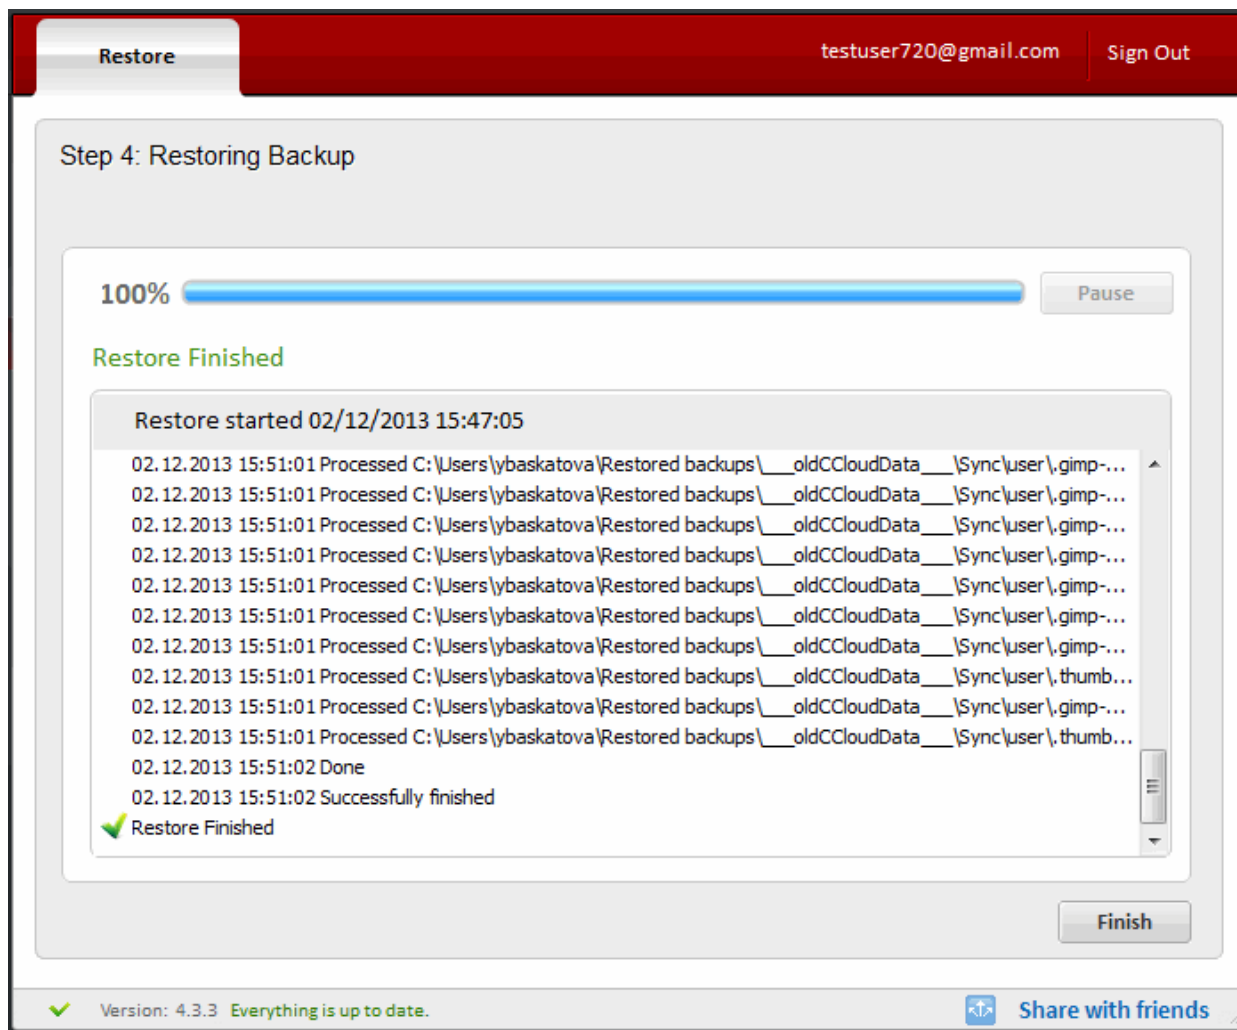 Restore
testuser720@gmail.com
Sign Out
Step 4: Restoring Backup
100%
Pause
Restore Finished
Restore started 02/12/2013 15:47:05
02.12.2013 15:51:01 Processed C:\Users\ybaskatova\Restored backups\___oldCCloudData___\Sync\user\.gimp-...
02.12.2013 15:51:01 Processed C:\Users\ybaskatova\Restored backups\___oldCCloudData___\Sync\user\.gimp-...
02.12.2013 15:51:01 Processed C:\Users\ybaskatova\Restored backups\___oldCCloudData___\Sync\user\.gimp-...
02.12.2013 15:51:01 Processed C:\Users\ybaskatova\Restored backups\___oldCCloudData___\Sync\user\.gimp-...
02.12.2013 15:51:01 Processed C:\Users\ybaskatova\Restored backups\___oldCCloudData___\Sync\user\.gimp-...
02.12.2013 15:51:01 Processed C:\Users\ybaskatova\Restored backups\___oldCCloudData___\Sync\user\.gimp-...
02.12.2013 15:51:01 Processed C:\Users\ybaskatova\Restored backups\___oldCCloudData___\Sync\user\.gimp-...
02.12.2013 15:51:01 Processed C:\Users\ybaskatova\Restored backups\___oldCCloudData___\Sync\user\.thumb...
02.12.2013 15:51:01 Processed C:\Users\ybaskatova\Restored backups\___oldCCloudData___\Sync\user\.gimp-...
02.12.2013 15:51:01 Processed C:\Users\ybaskatova\Restored backups\___oldCCloudData___\Sync\user\.thumb...
02.12.2013 15:51:02 Done
02.12.2013 15:51:02 Successfully finished
Restore Finished
Finish
Version: 4.3.3 Everything is up to date.
Share with friends